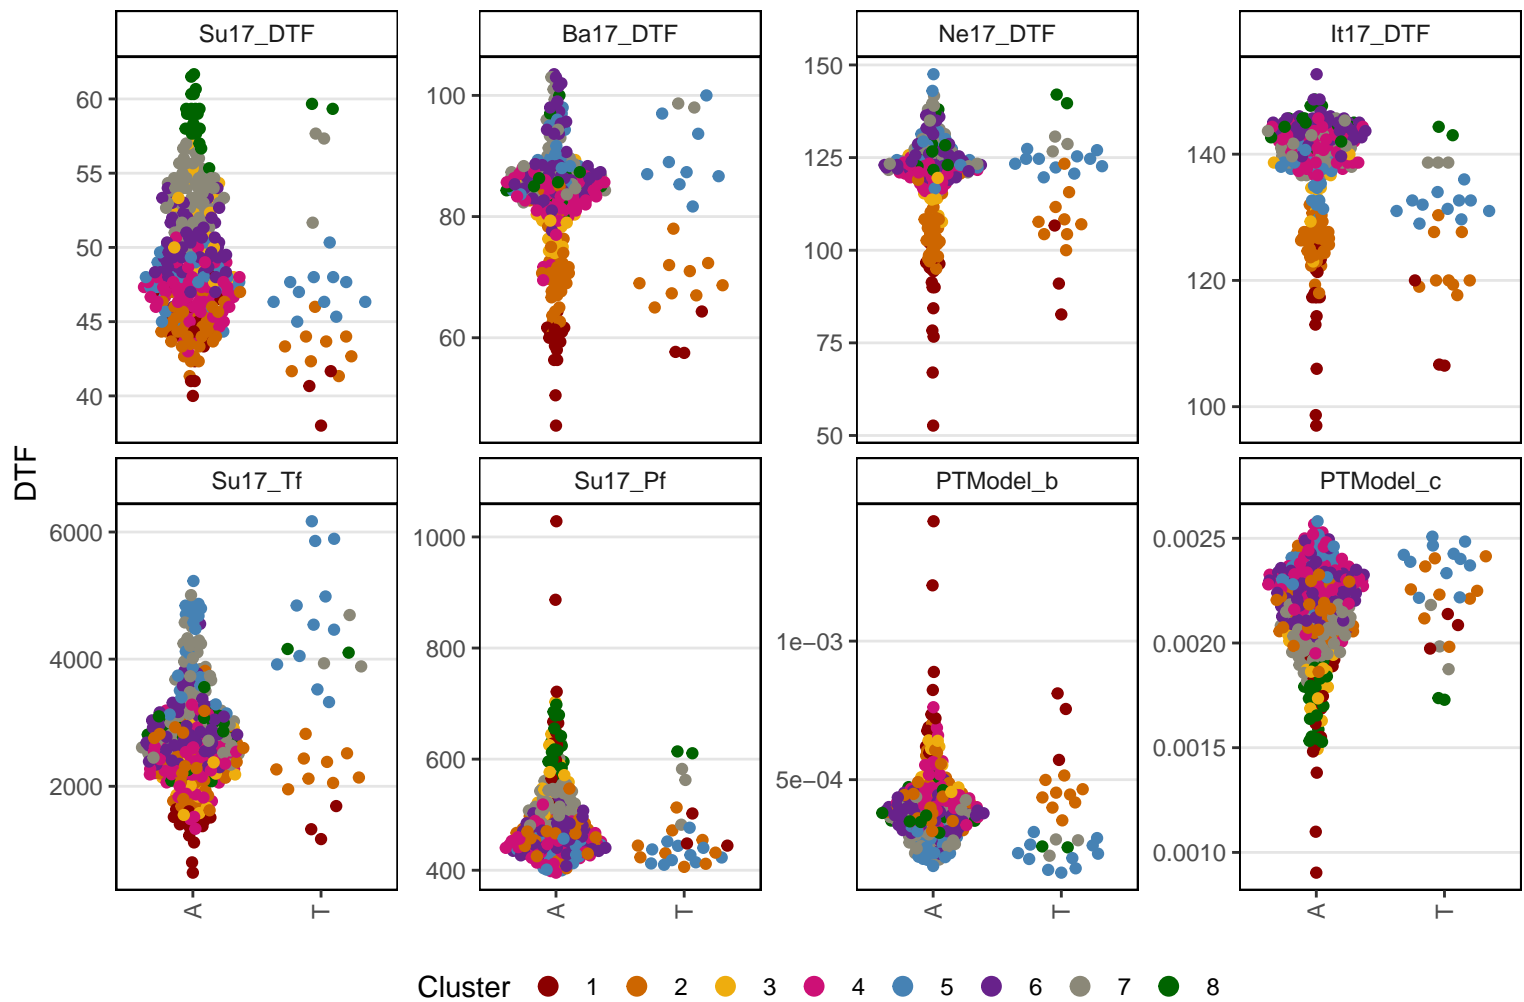 Su17_DTF
Ba17_DTF
Ne17_DTF
It17_DTF
60
55
50
45
40
100
80
60
150
125
100
75
50
140
120
100
DTF
Su17_Tf
Su17_Pf
PTModel_b
PTModel_c
6000
4000
2000
1000
800
600
400
1e−03
5e−04
0.0025
0.0020
0.0015
0.0010
A
T
A
T
A
T
A
T
Cluster 1 2 3 4 5 6 7 8